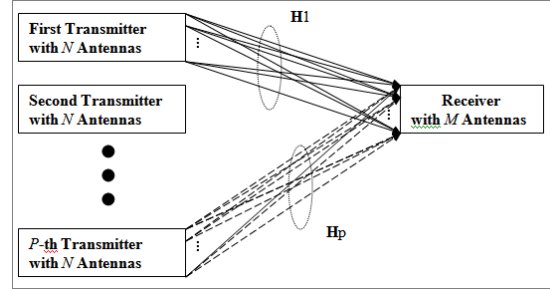 H1
First Transmitter
with N Antennas
Second Transmitter
with N Antennas
Receiver
with M Antennas
P-th Transmitter
with N Antennas
Hp